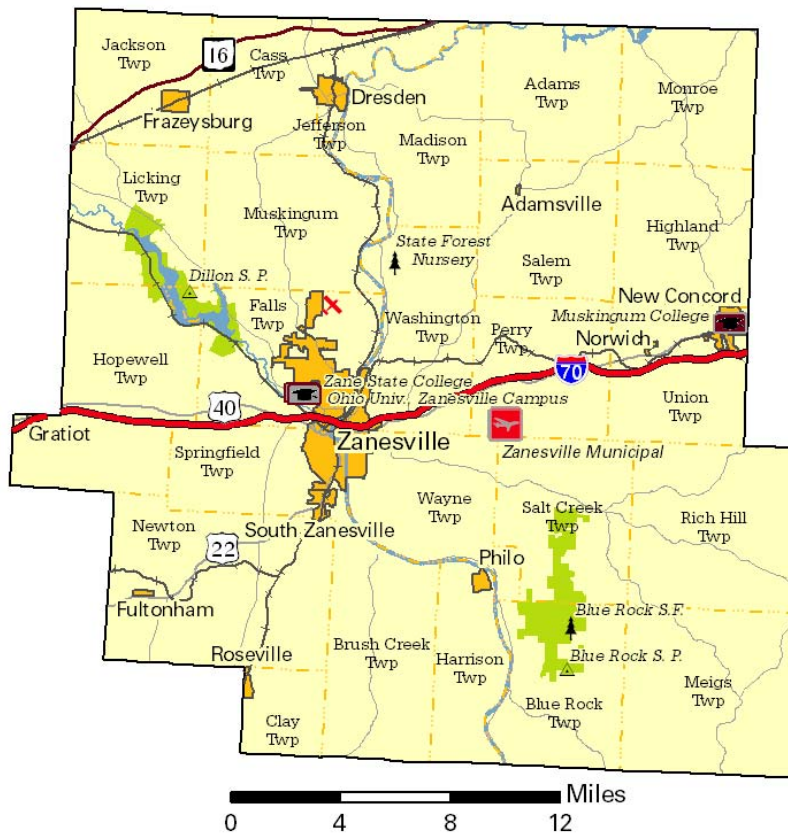 Jackson
Twp
16
Cass
Twp
Dresden
Frazeysburg
Jefferson
Twp
Adams
Twp
Monroe
Twp
Madison
Twp
Licking
Twp
Muskingum
Twp
Adamsville
Highland
Twp
State Forest
Nursery
Salem
Twp
Dillon S. P.
Falls
Twp
Washington
Twp
Perry
Twp
New Concord
Muskingum College
Norwich
Hopewell
Twp
70
Zane State College
Ohio Univ. Zanesville Campus
40
Union
Twp
Gratiot
Zanesville
Zanesville Municipal
Springfield
Twp
Wayne
Twp
Salt Creek
Twp
Rich Hill
Twp
Newton
Twp
South Zanesville
22
Philo
Fultonham
Blue Rock S.F.
Roseville
Brush Creek
Twp
Harrison
Twp
Blue Rock S. P.
Meigs
Twp
Blue Rock
Twp
Clay
Twp
Miles
0 4 8 12